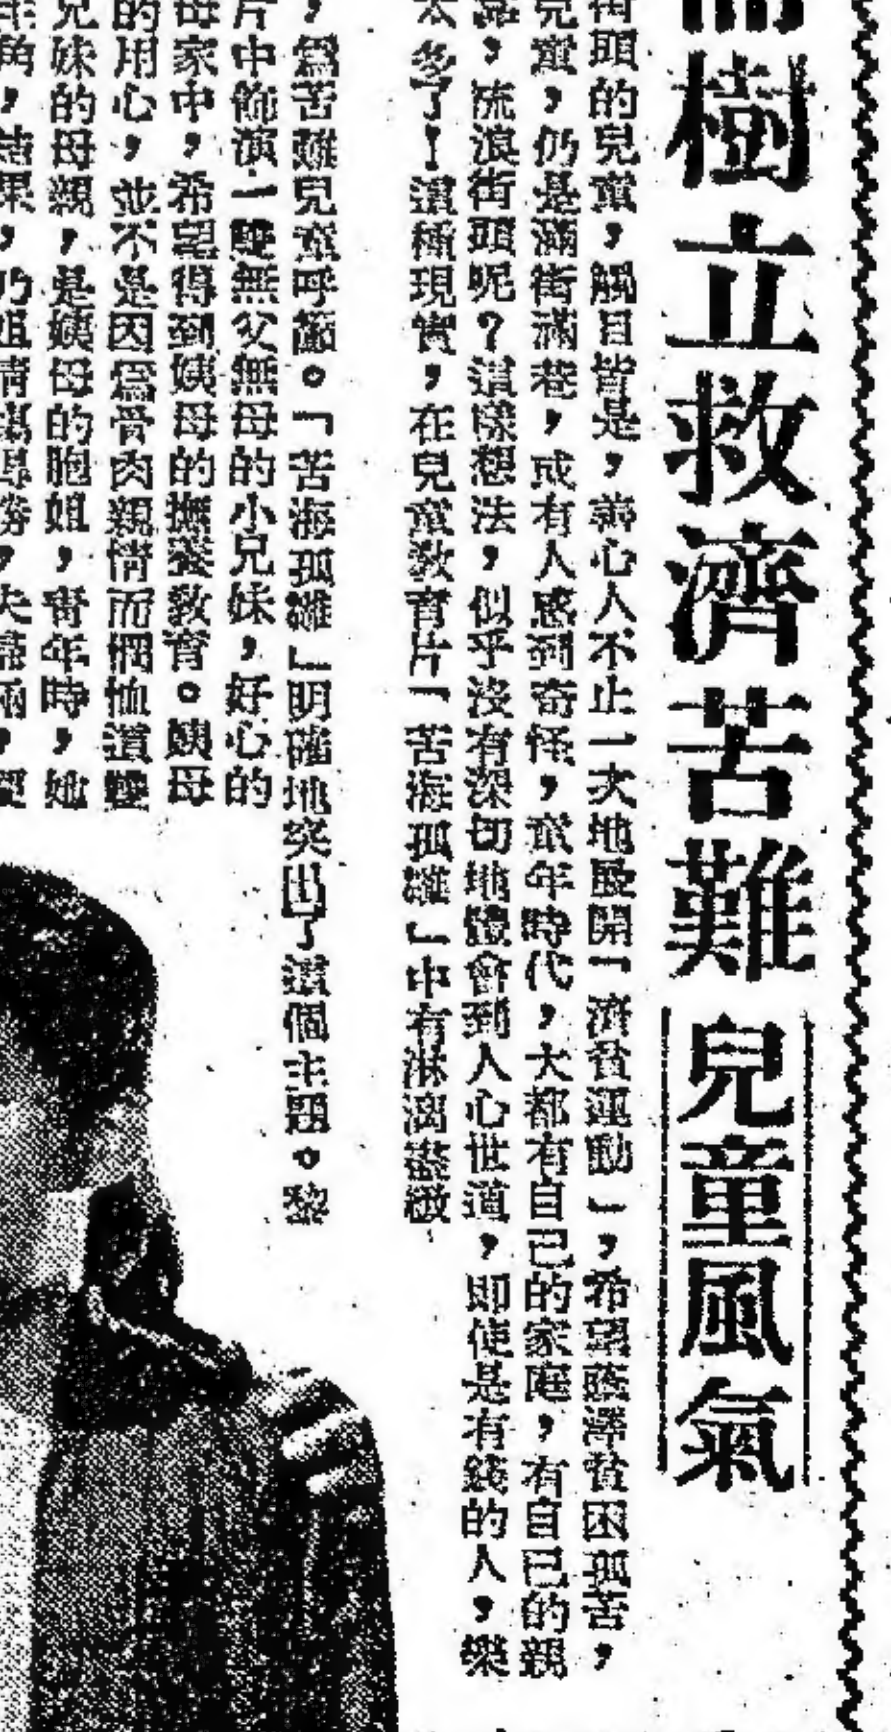 樹立救濟苦難
兒童風氣
街頭的兒童,觸目皆是,善心人不止一次地展開「濟貧運動」,希望蔭澤貧困孤苦,
兒童,仍是滿街滿巷,或有人感到奇怪,童年時代,大都有自己的家庭,有自己的親
流浪街頭呢?這樣想法,似乎沒有深切地體會到人心世道,即使是有錢的人,樂
太多了!這種現實,在兒童教育片「苦海孤雛」中有淋漓盡緻
,為苦難兒童呼籲。「苦海孤雛」明確地突出了這個主題。黎
片中飾演一雙無父無母的小兄妹,好心的
母家中,希望得到姨母的撫養教育。姨母
的用心,並不是因為骨肉親情而憫恤這雙
兄妹的母親,是姨母的胞姐,青年時,她
角,結果,